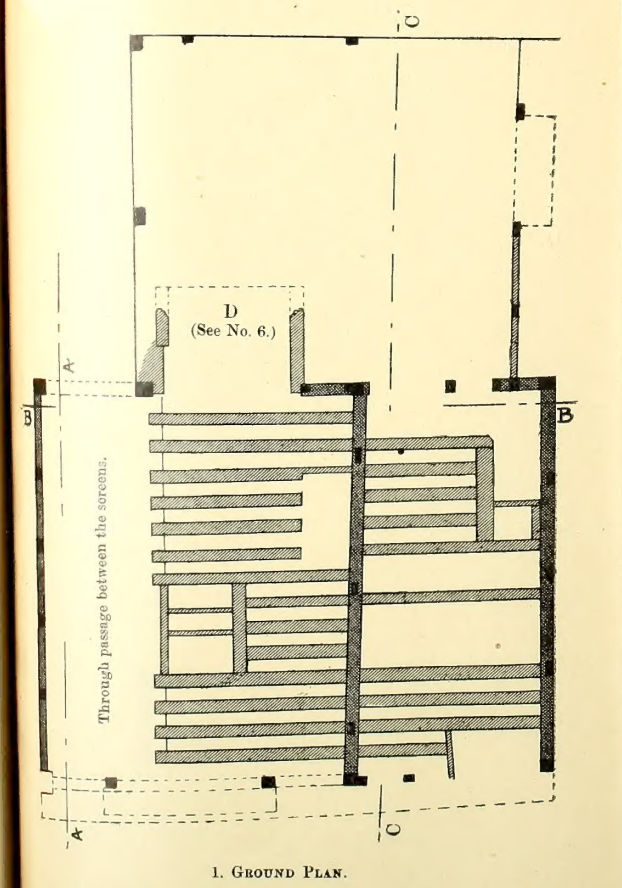 C
D
(See No. 6.)
A
B
B
Through passage between the screens.
A
C
1. GROUND PLAN.